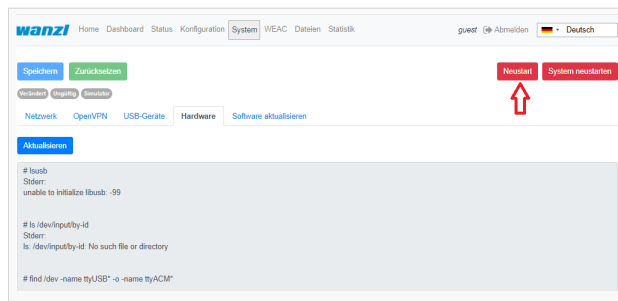 wanzl Home Dashboard Status Konfiguration System WEAC Dateien Statistik guest Abmelden Deutsch
Speichern Zurücksetzen Neustart System neustarten
Verändert Ungültig Simulator
Netzwerk OpenVPN USB-Geräte Hardware Software aktualisieren
Aktualisieren
# lsusb
Stderr:
unable to initialize libusb: -99
# ls /dev/input/by-id
Stderr:
ls: /dev/input/by-id: No such file or directory
# find /dev -name ttyUSB* -o -name ttyACM*